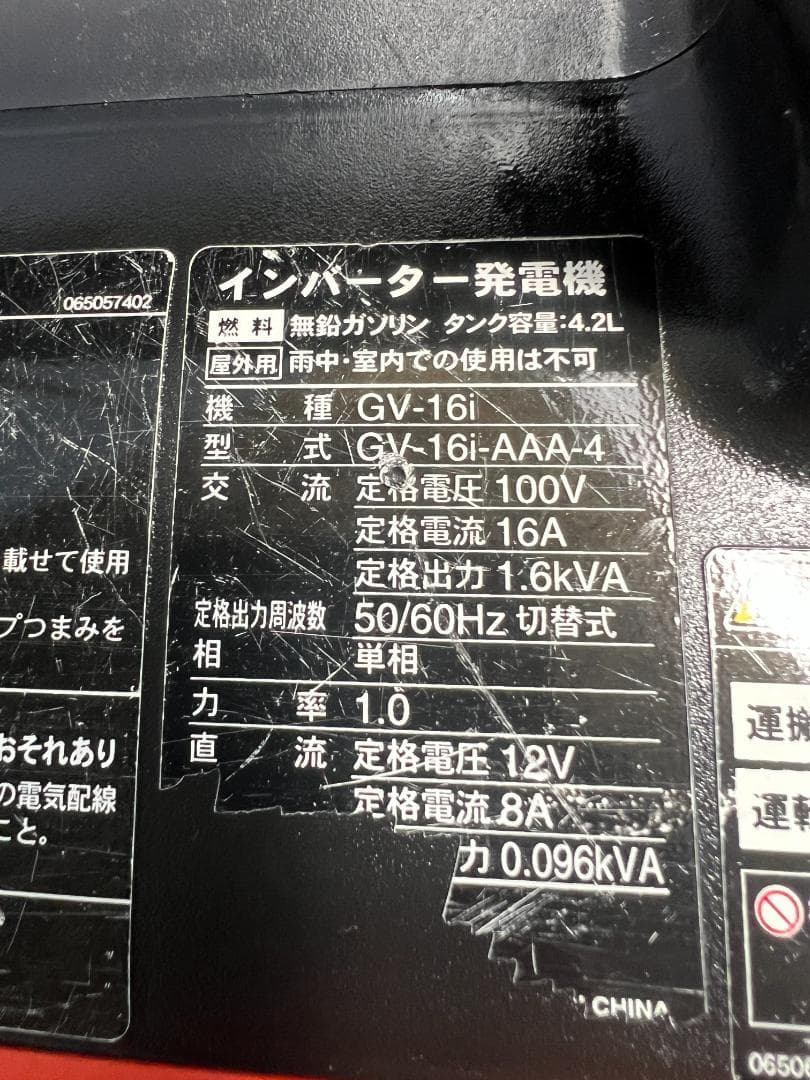 065057402
載せて使用
プつまみを
おそれあり
の電気配線
こと。
インバーター発電機
燃料 無鉛ガソリン タンク容量:4.2L
屋外用 雨中・室内での使用は不可
機種 GV-16i
型式 GV-16i-AAA-4
交流 定格電圧 100V
定格電流 16A
定格出力 1.6kVA
定格出力周波数 50/60Hz 切替式
相 単相
力率 1.0
直流 定格電圧 12V
定格電流 8A
力 0.096kVA
CHINA
運搬
運転
0650